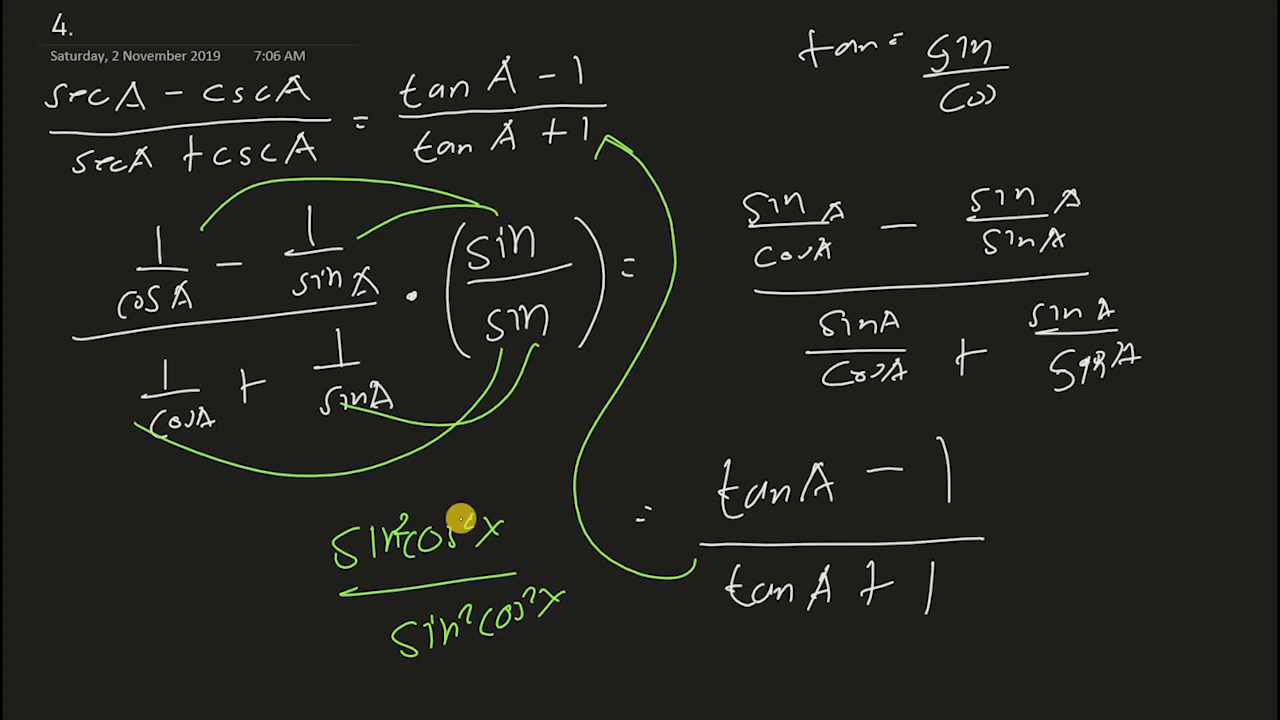 4.
Saturday, 2 November 2019 7:06 AM
tan = sin / cos
secA - cscA / secA + cscA = tan A - 1 / tan A + 1
1/cosA - 1/sinA / 1/cosA + 1/sinA · (sin/sin) =
sinA/cosA - sinA/sinA / sinA/cosA + sinA/sinA
= tanA - 1 / tanA + 1
sin²cos²x / sin²cos²x